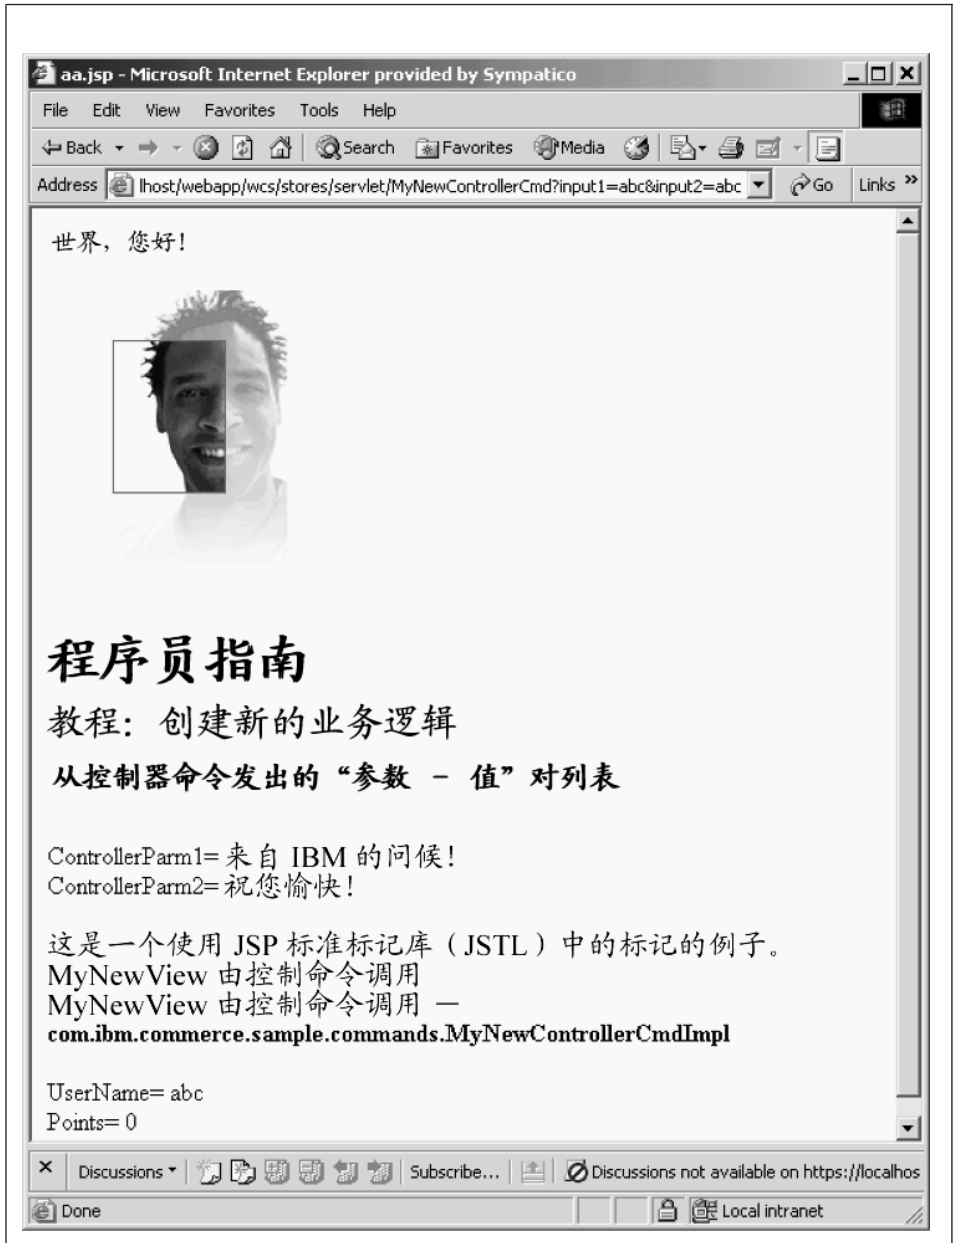 aa.jsp - Microsoft Internet Explorer provided by Sympatico
File Edit View Favorites Tools Help
Back Search Favorites Media
Address lhost/webapp/wcs/stores/servlet/MyNewControllerCmd?input1=abc&input2=abc Go Links »
世界，您好！
程序员指南
教程：创建新的业务逻辑
从控制器命令发出的“参数 － 值”对列表
ControllerParm1= 来自 IBM 的问候！
ControllerParm2= 祝您愉快！
这是一个使用 JSP 标准标记库（JSTL）中的标记的例子。
MyNewView 由控制命令调用
MyNewView 由控制命令调用 —
com.ibm.commerce.sample.commands.MyNewControllerCmdImpl
UserName= abc
Points= 0
Discussions Subscribe... Discussions not available on https://localhos
Done Local intranet